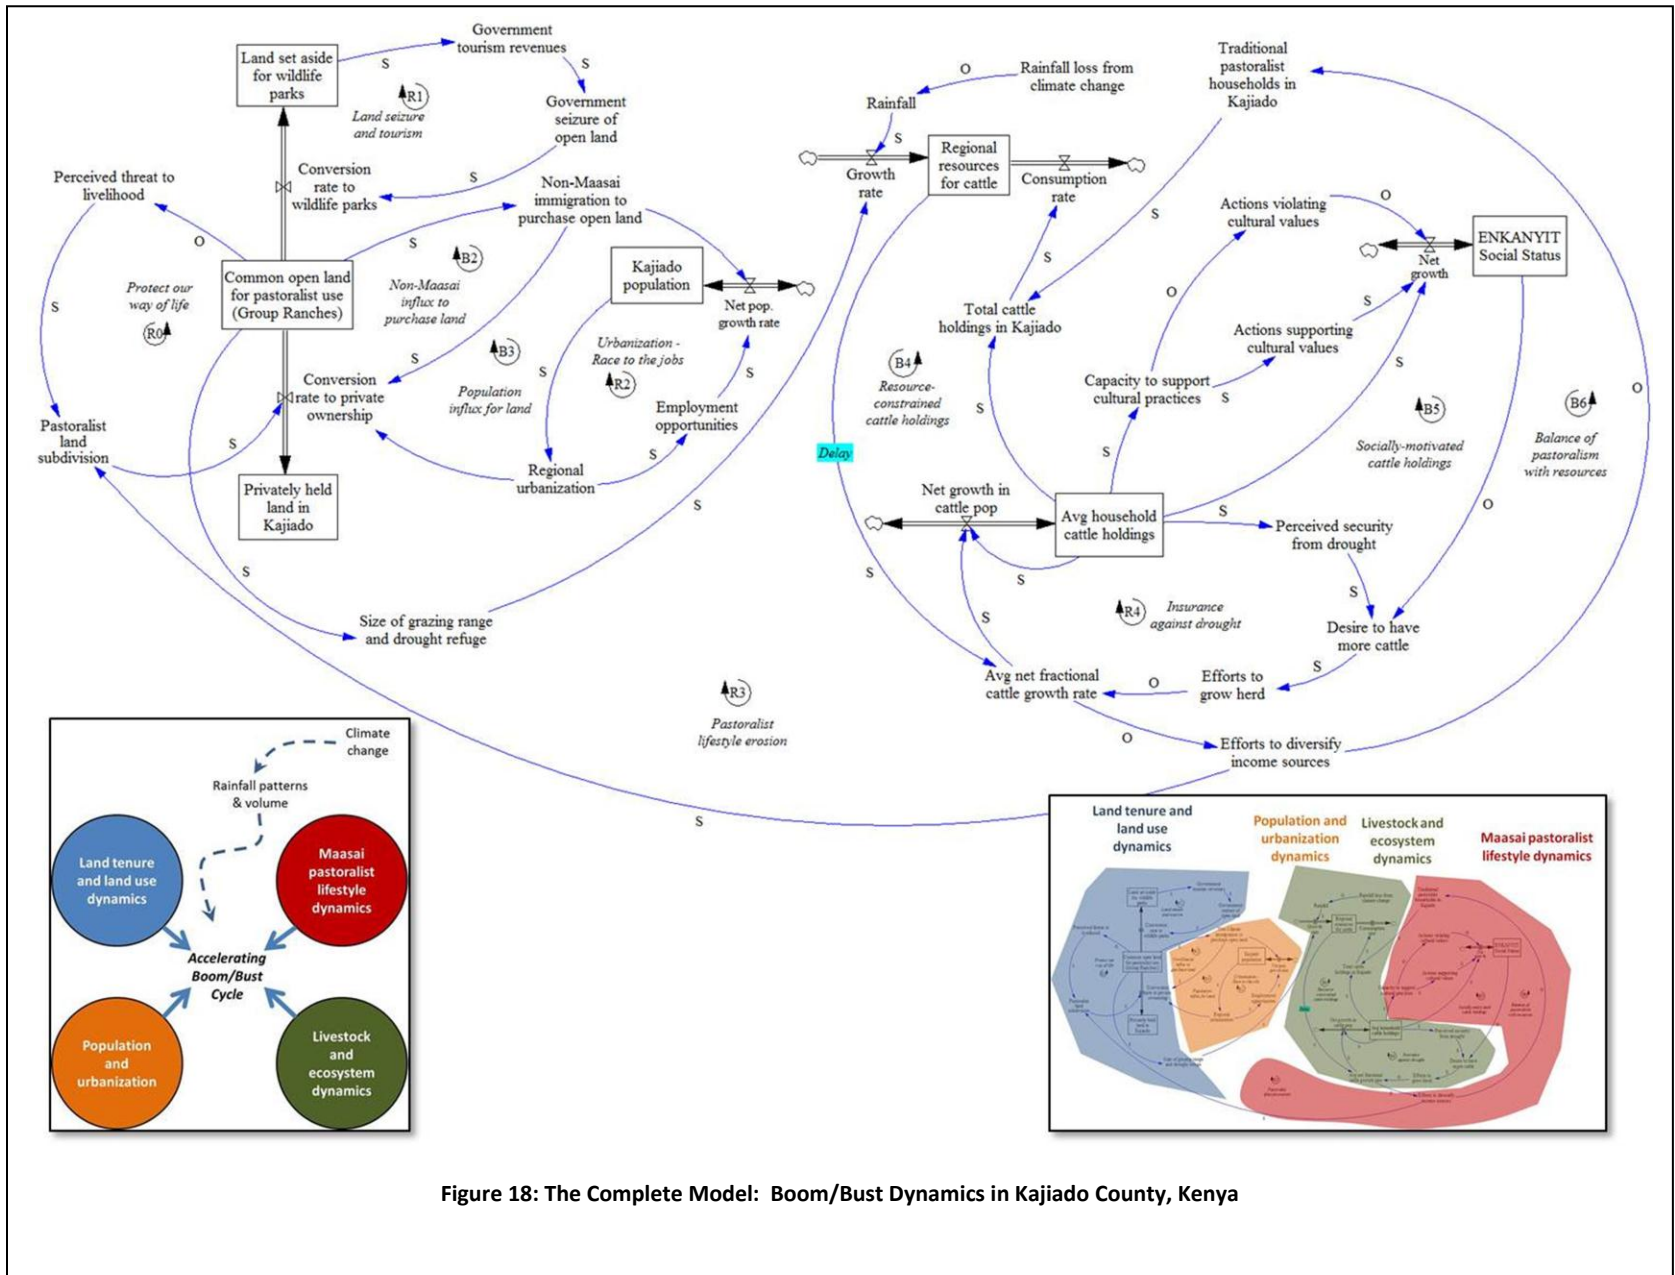 Government
tourism revenues
S
S
Land set aside
for wildlife
parks
R1
Land seizure
and tourism
Government
seizure of
open land
S
Conversion
rate to
wildlife parks
Perceived threat to
livelihood
O
S
Non-Maasai
immigration to
purchase open land
S
B2
Non-Maasai
influx to
purchase land
Common open land
for pastoralist use
(Group Ranches)
Protect our
way of life
R0
Kajiado
population
Net pop.
growth rate
B3
Population
influx for land
Urbanization -
Race to the jobs
R2
S
S
S
Conversion
rate to private
ownership
Employment
opportunities
S
Pastoralist
land
subdivision
S
Regional
urbanization
Privately held
land in
Kajiado
S
S
Size of grazing range
and drought refuge
Rainfall loss from
climate change
O
Rainfall
S
Growth
rate
Regional
resources
for cattle
Consumption
rate
Traditional
pastoralist
households in
Kajiado
S
S
Total cattle
holdings in Kajiado
B4
Resource-
constrained
cattle holdings
S
Delay
S
Actions violating
cultural values
O
O
Net
growth
ENKANYIT
Social Status
Actions supporting
cultural values
S
Capacity to support
cultural practices
S
S
S
B5
Socially-motivated
cattle holdings
B6
Balance of
pastoralism
with resources
O
O
Net growth in
cattle pop
Avg household
cattle holdings
S
S
S
Perceived security
from drought
S
R4
Insurance
against drought
Desire to have
more cattle
S
Efforts to
grow herd
O
Avg net fractional
cattle growth rate
O
Efforts to diversify
income sources
R3
Pastoralist
lifestyle erosion
S
Climate
change
Rainfall patterns
& volume
Land tenure
and land use
dynamics
Maasai
pastoralist
lifestyle
dynamics
Accelerating
Boom/Bust
Cycle
Population
and
urbanization
Livestock
and
ecosystem
dynamics
Land tenure and
land use
dynamics
Population and
urbanization
dynamics
Livestock and
ecosystem
dynamics
Maasai pastoralist
lifestyle dynamics
Figure 18: The Complete Model: Boom/Bust Dynamics in Kajiado County, Kenya